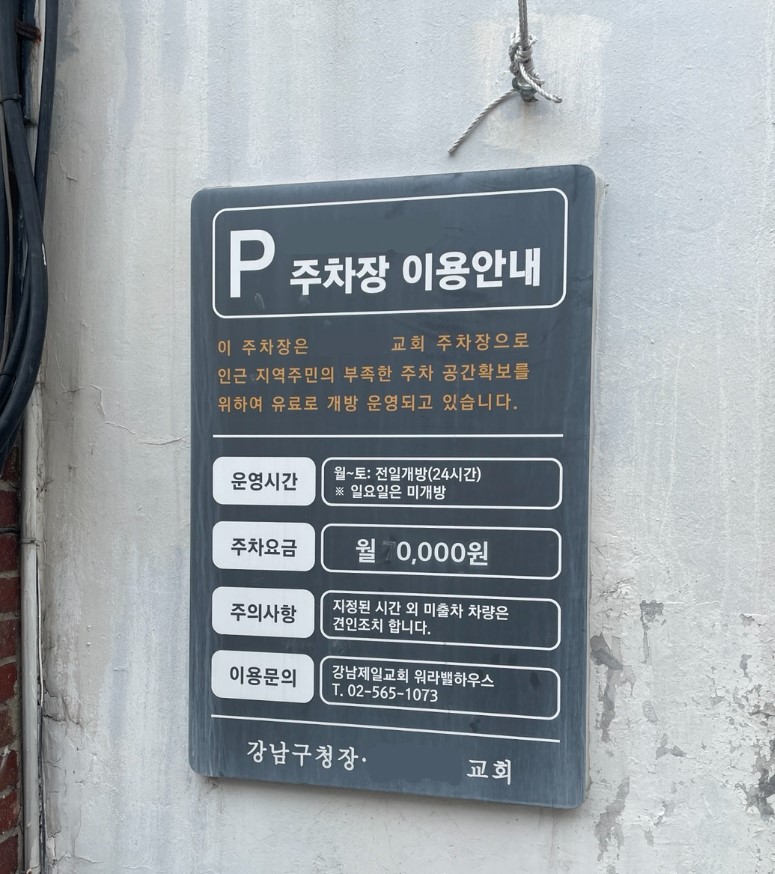 P 주차장 이용안내
이 주차장은 교회 주차장으로
인근 지역주민의 부족한 주차 공간확보를
위하여 유료로 개방 운영되고 있습니다.
운영시간
월~토: 전일개방(24시간)
※ 일요일은 미개방
주차요금
월 70,000원
주의사항
지정된 시간 외 미출차 차량은
견인조치 합니다.
이용문의
강남제일교회 워라밸하우스
T. 02-565-1073
강남구청장· 교회